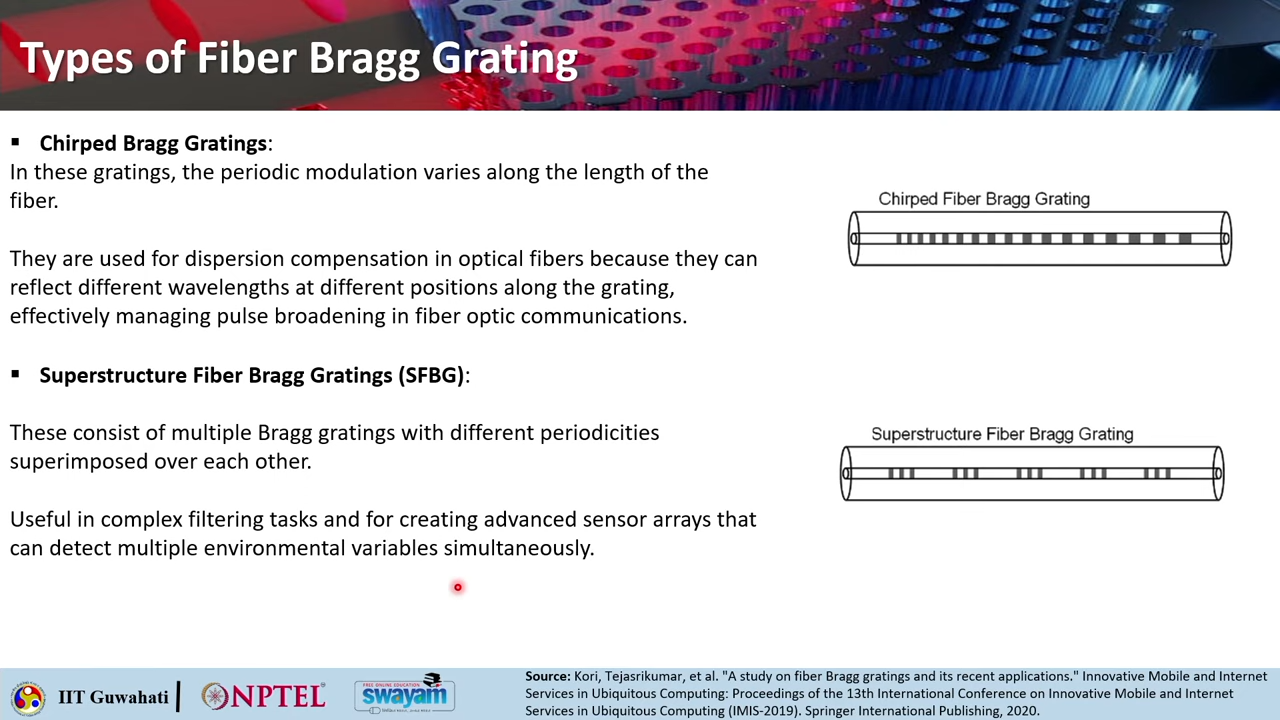 Types of Fiber Bragg Grating
▪ Chirped Bragg Gratings:
In these gratings, the periodic modulation varies along the length of the
fiber.
They are used for dispersion compensation in optical fibers because they can
reflect different wavelengths at different positions along the grating,
effectively managing pulse broadening in fiber optic communications.
▪ Superstructure Fiber Bragg Gratings (SFBG):
These consist of multiple Bragg gratings with different periodicities
superimposed over each other.
Useful in complex filtering tasks and for creating advanced sensor arrays that
can detect multiple environmental variables simultaneously.
Chirped Fiber Bragg Grating
Superstructure Fiber Bragg Grating
IIT Guwahati
NPTEL
FREE ONLINE EDUCATION
swayam
Source: Kori, Tejasrikumar, et al. "A study on fiber Bragg gratings and its recent applications." Innovative Mobile and Internet
Services in Ubiquitous Computing: Proceedings of the 13th International Conference on Innovative Mobile and Internet
Services in Ubiquitous Computing (IMIS-2019). Springer International Publishing, 2020.